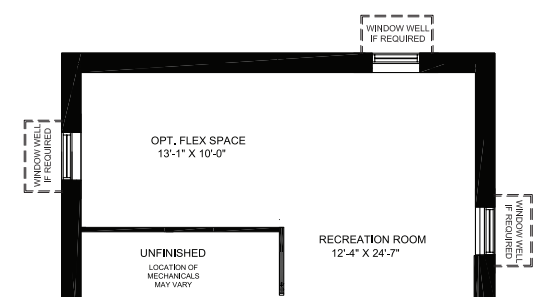 WINDOW WELL
IF REQUIRED
OPT. FLEX SPACE
13'-1" X 10'-0"
WINDOW WELL
IF REQUIRED
RECREATION ROOM
12'-4" X 24'-7"
WINDOW WELL
IF REQUIRED
UNFINISHED
LOCATION OF
MECHANICALS
MAY VARY